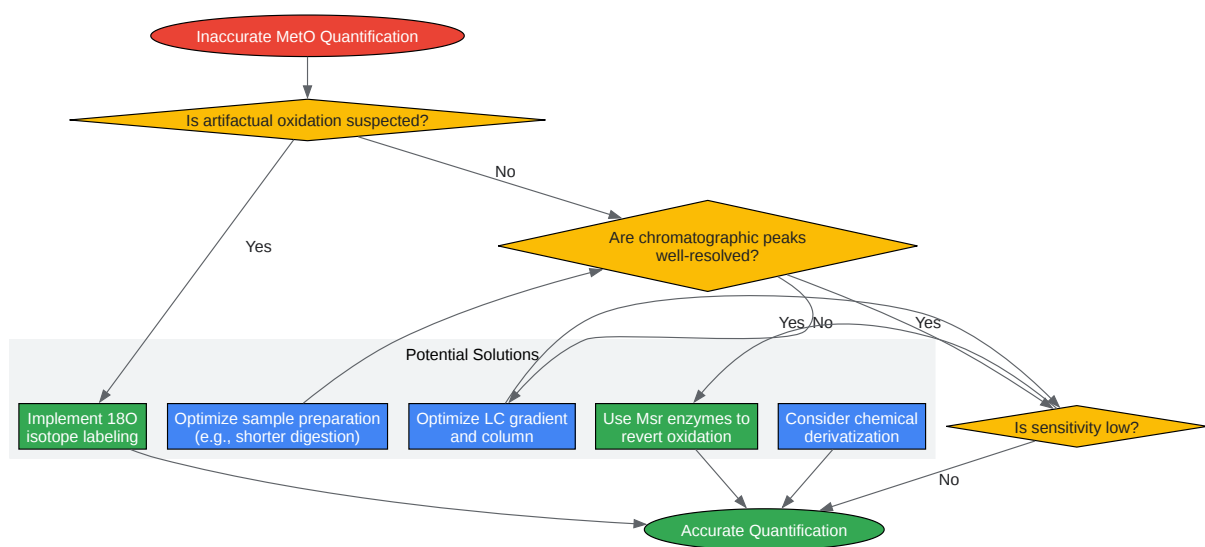 Inaccurate MetO Quantification
Is artifactual oxidation suspected?
No
Are chromatographic peaks
well-resolved?
Yes
Yes
No
Yes
Potential Solutions
Implement 18O
isotope labeling
Optimize sample preparation
(e.g., shorter digestion)
Optimize LC gradient
and column
Use Msr enzymes to
revert oxidation
Consider chemical
derivatization
Is sensitivity low?
No
Accurate Quantification